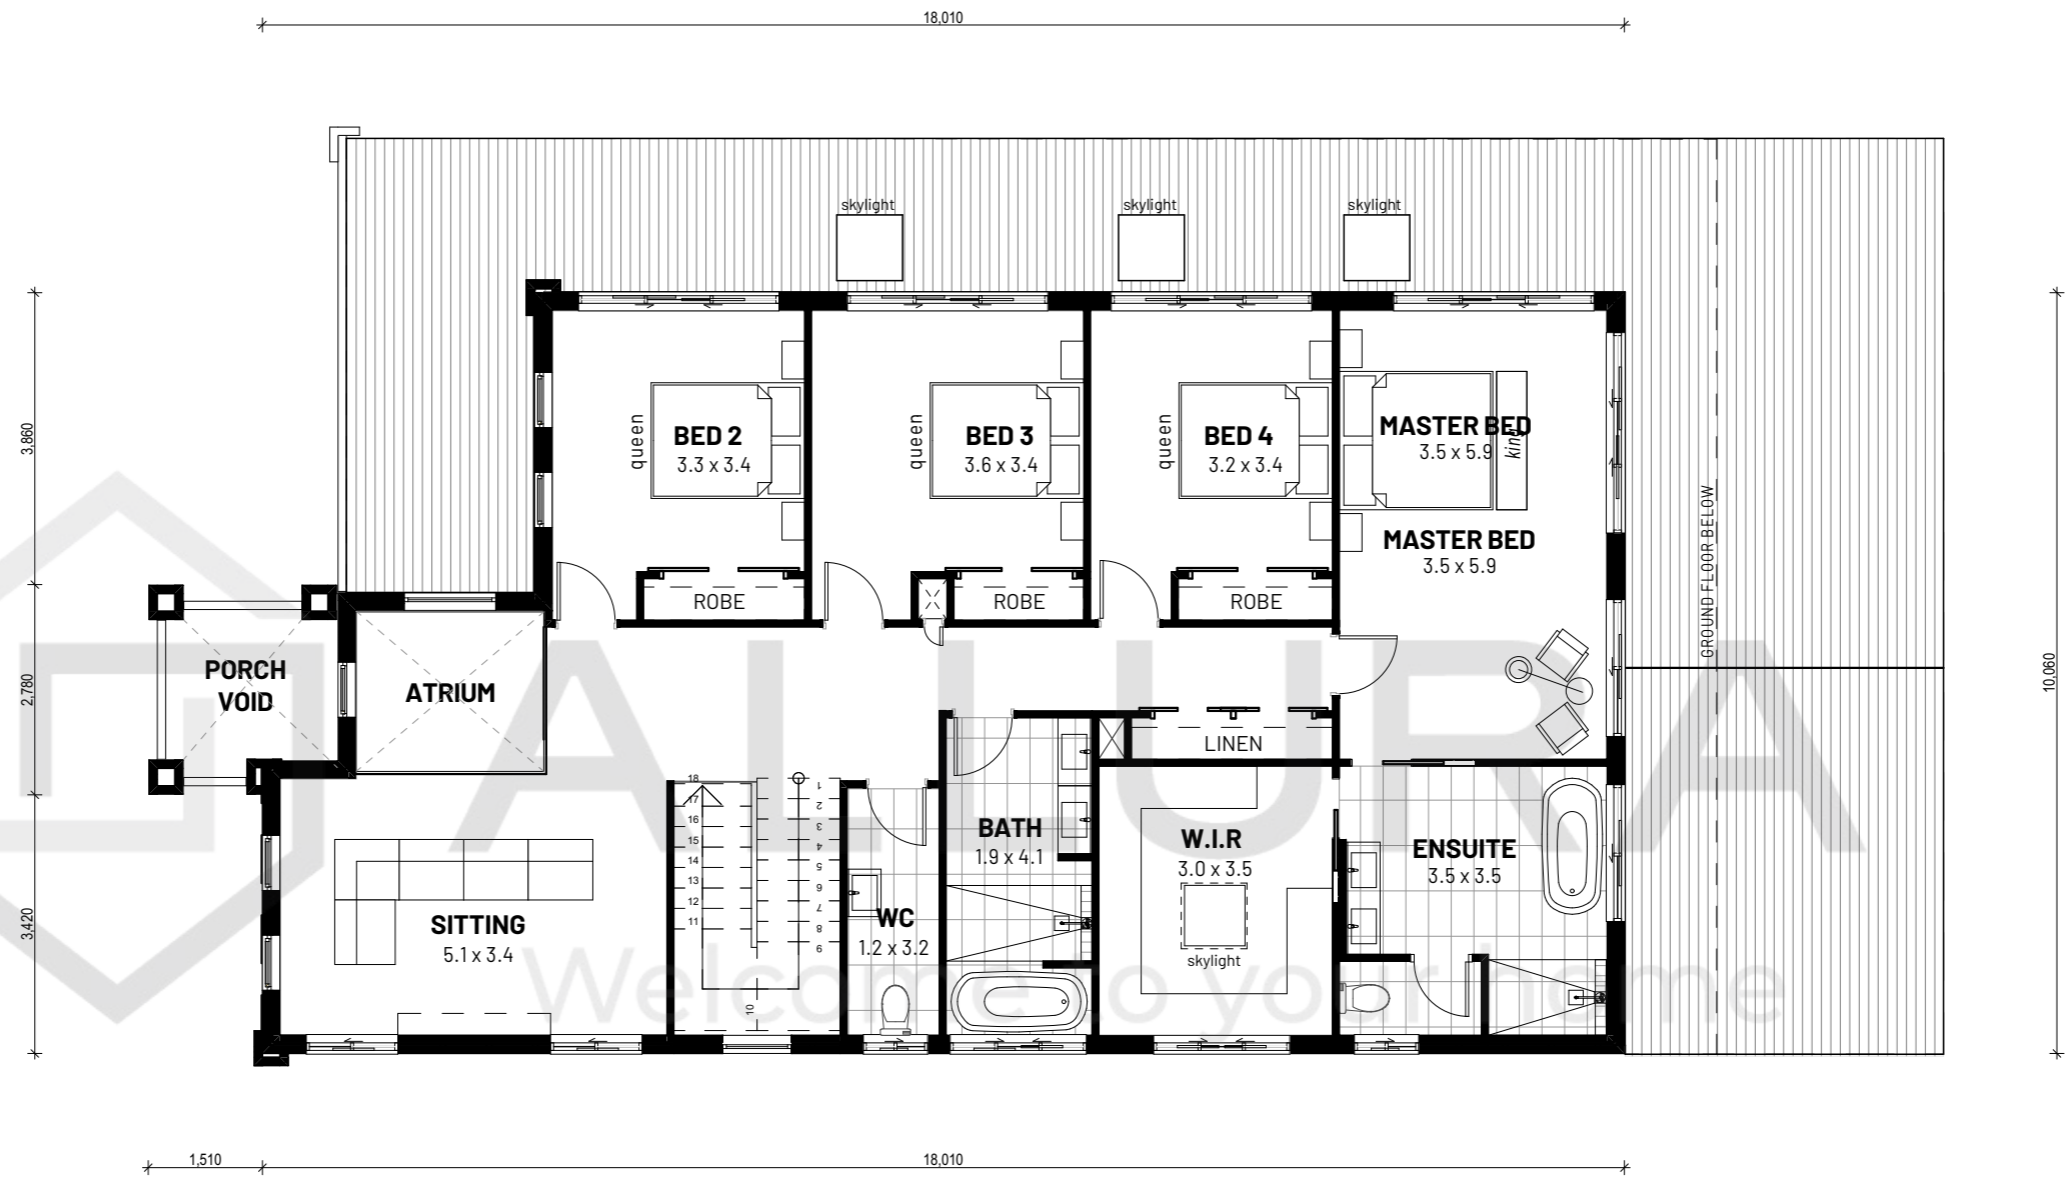 18,010
skylight
skylight
skylight
3,860
2,780
3,420
10,060
queen
BED 2
3.3 x 3.4
queen
BED 3
3.6 x 3.4
queen
BED 4
3.2 x 3.4
MASTER BED
3.5 x 5.9
king
MASTER BED
3.5 x 5.9
GROUND FLOOR BELOW
ROBE
ROBE
ROBE
PORCH
VOID
ATRIUM
ALLURA
Welcome to your home
LINEN
18
17
16
15
14
13
12
11
10
1
2
3
4
5
6
7
8
9
SITTING
5.1 x 3.4
WC
1.2 x 3.2
BATH
1.9 x 4.1
W.I.R
3.0 x 3.5
skylight
ENSUITE
3.5 x 3.5
1,510
18,010